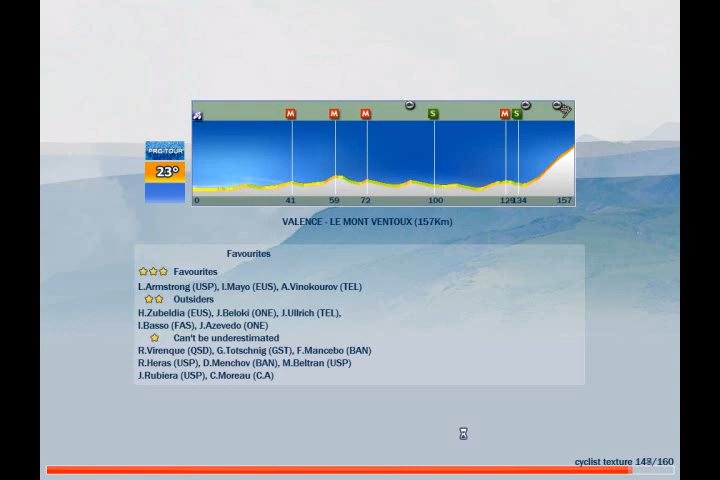 M M M S M S
PRO-TOUR
23°
0 41 59 72 100 129 134 157
VALENCE - LE MONT VENTOUX (157Km)
Favourites
Favourites
L.Armstrong (USP), I.Mayo (EUS), A.Vinokourov (TEL)
Outsiders
H.Zubeldia (EUS), J.Beloki (ONE), J.Ullrich (TEL),
I.Basso (FAS), J.Azevedo (ONE)
Can't be underestimated
R.Virenque (QSD), G.Totschnig (GST), F.Mancebo (BAN)
R.Heras (USP), D.Menchov (BAN), M.Beltran (USP)
J.Rubiera (USP), C.Moreau (C.A)
cyclist texture /160